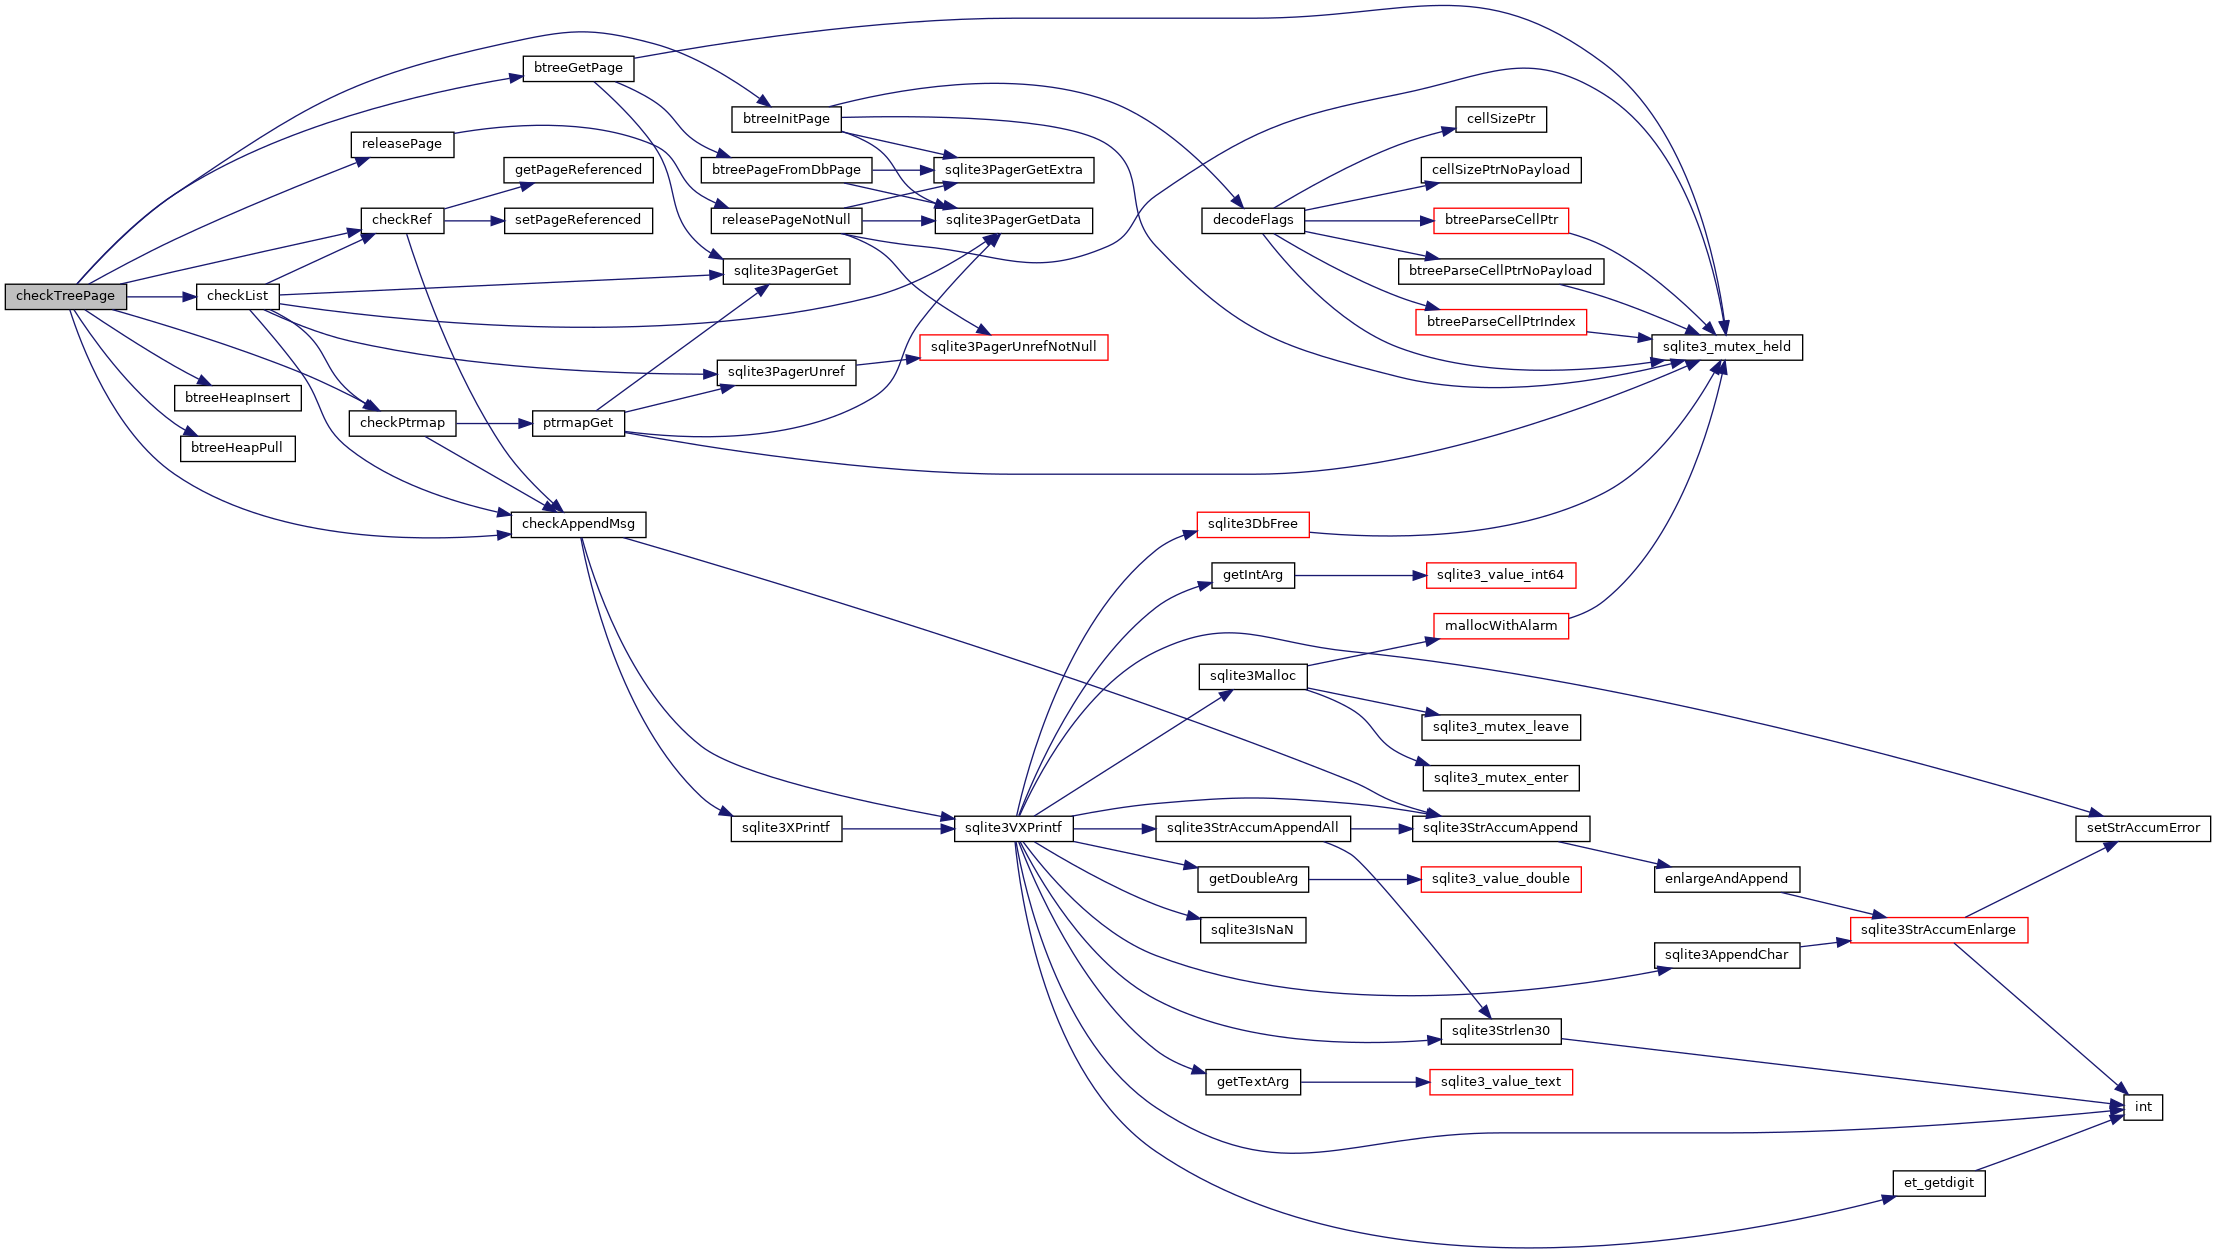 btreeGetPage
btreeInitPage
cellSizePtr
releasePage
getPageReferenced
btreePageFromDbPage
sqlite3PagerGetExtra
cellSizePtrNoPayload
checkRef
setPageReferenced
releasePageNotNull
sqlite3PagerGetData
decodeFlags
btreeParseCellPtr
sqlite3PagerGet
btreeParseCellPtrNoPayload
checkTreePage
checkList
btreeParseCellPtrIndex
sqlite3PagerUnrefNotNull
sqlite3_mutex_held
sqlite3PagerUnref
btreeHeapInsert
checkPtrmap
ptrmapGet
btreeHeapPull
checkAppendMsg
sqlite3DbFree
getIntArg
sqlite3_value_int64
mallocWithAlarm
sqlite3Malloc
sqlite3_mutex_leave
sqlite3_mutex_enter
sqlite3XPrintf
sqlite3VXPrintf
sqlite3StrAccumAppendAll
sqlite3StrAccumAppend
setStrAccumError
getDoubleArg
sqlite3_value_double
enlargeAndAppend
sqlite3IsNaN
sqlite3StrAccumEnlarge
sqlite3AppendChar
sqlite3Strlen30
getTextArg
sqlite3_value_text
int
et_getdigit